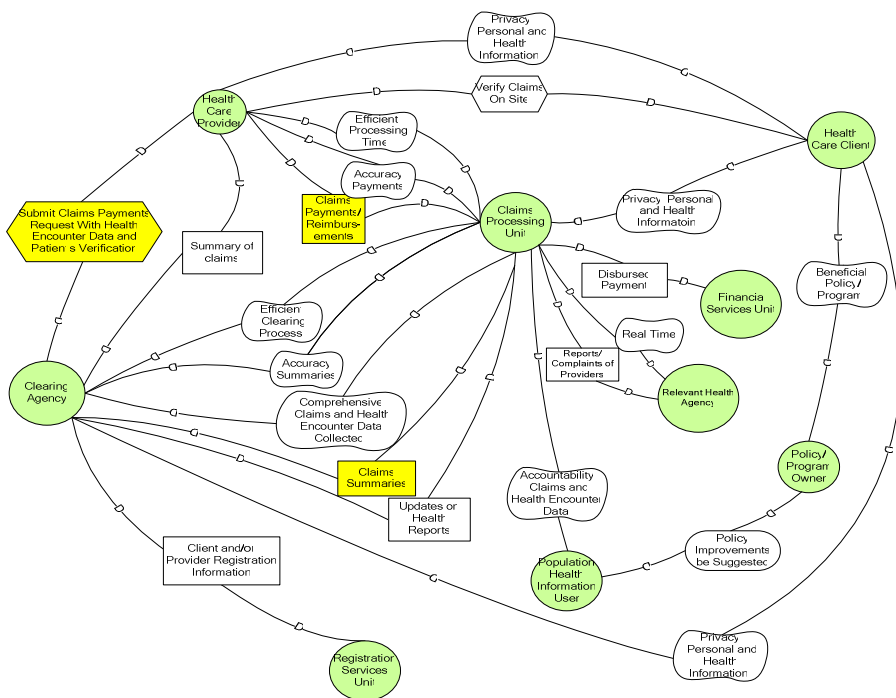 Privacy
Personal and
Health
Information
Verify Claims
On Site
Health
Care
Provider
Efficient
Processing
Time
Health
Care Client
Accuracy
Payments
Claims
Payments/
Reimburs-
ements
Claims
Processing
Unit
Privacy Personal
and Health
Informatoin
Submit Claims Payments
Request With Health
Encounter Data and
Patient's Verification
Summary of
claims
Disbursed
Payment
Beneficial
Policy/
Program
Financial
Services Unit
Efficient
Clearing
Process
Real Time
Accuracy
Summaries
Reports/
Complaints of
Providers
Clearing
Agency
Relevant Health
Agency
Comprehensive
Claims and Health
Encounter Data
Collected
Claims
Summaries
Policy/
Program
Owner
Accountability
Claims and
Health Encounter
Data
Updates or
Health
Reports
Client and/or
Provider Registration
Information
Policy
Improvements
be Suggested
Population
Health
Information
User
Privacy
Personal and
Health
Information
Registration
Services
Unit